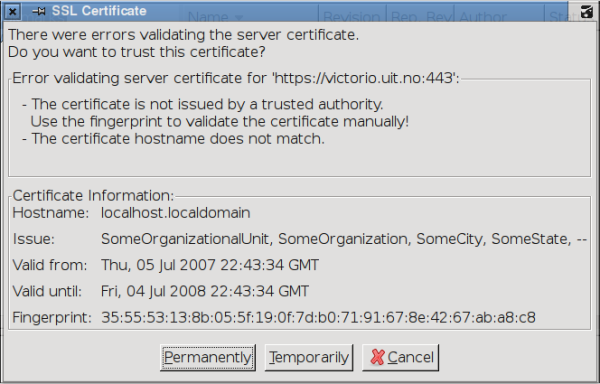 SSL Certificate
Name Revision Rep. Rev Author
There were errors validating the server certificate.
Do you want to trust this certificate?
Error validating server certificate for 'https://victorio.uit.no:443':
- The certificate is not issued by a trusted authority.
Use the fingerprint to validate the certificate manually!
- The certificate hostname does not match.
Certificate Information:
Hostname: localhost.localdomain
Issue: SomeOrganizationalUnit, SomeOrganization, SomeCity, SomeState, --
Valid from: Thu, 05 Jul 2007 22:43:34 GMT
Valid until: Fri, 04 Jul 2008 22:43:34 GMT
Fingerprint: 35:55:53:13:8b:05:5f:19:0f:7d:b0:71:91:67:8e:42:67:ab:a8:c8
Permanently Temporarily Cancel